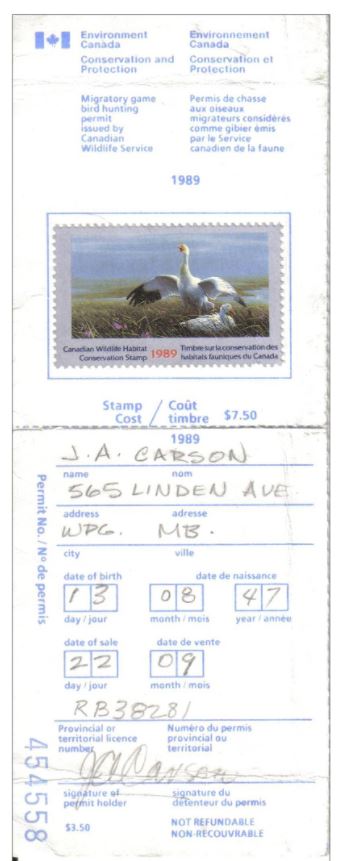 Environment Canada
Environnement Canada
Conservation and Protection
Conservation et Protection
Migratory game
bird hunting
permit
issued by
Canadian
Wildlife Service
Permis de chasse
aux oiseaux
migrateurs considérés
comme gibier émis
par le Service
canadien de la faune
1989
Canadian Wildlife Habitat
Conservation Stamp
1989
Timbre sur la conservation des
habitats fauniques du Canada
Stamp Cost / Coût timbre $7.50
1989
J.A. CARSON
name nom
565 LINDEN AVE
address adresse
WPG. MB.
city ville
date of birth date de naissance
13 08 47
day / jour month / mois year / année
date of sale date de vente
22 09
day / jour month / mois
RB38281
Provincial or
territorial licence
number
Numéro du permis
provincial ou
territorial
JA Carson
signature of
permit holder
signature du
détenteur du permis
$3.50
NOT REFUNDABLE
NON-RECOUVRABLE
Permit No. / Nº de permis
454558